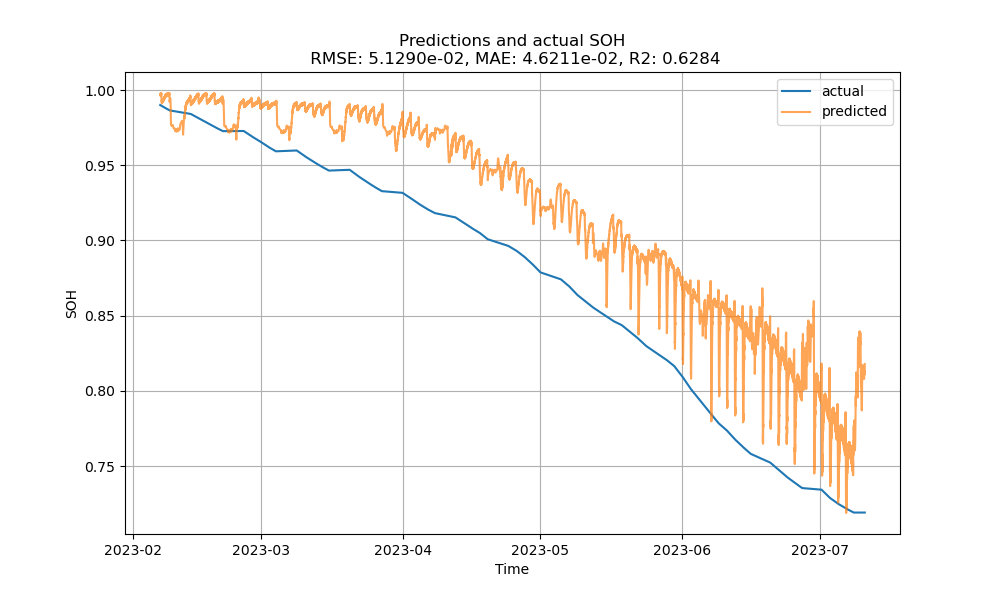 Predictions and actual SOH
RMSE: 5.1290e-02, MAE: 4.6211e-02, R2: 0.6284
actual
predicted
1.00
0.95
0.90
0.85
0.80
0.75
SOH
2023-02 2023-03 2023-04 2023-05 2023-06 2023-07
Time